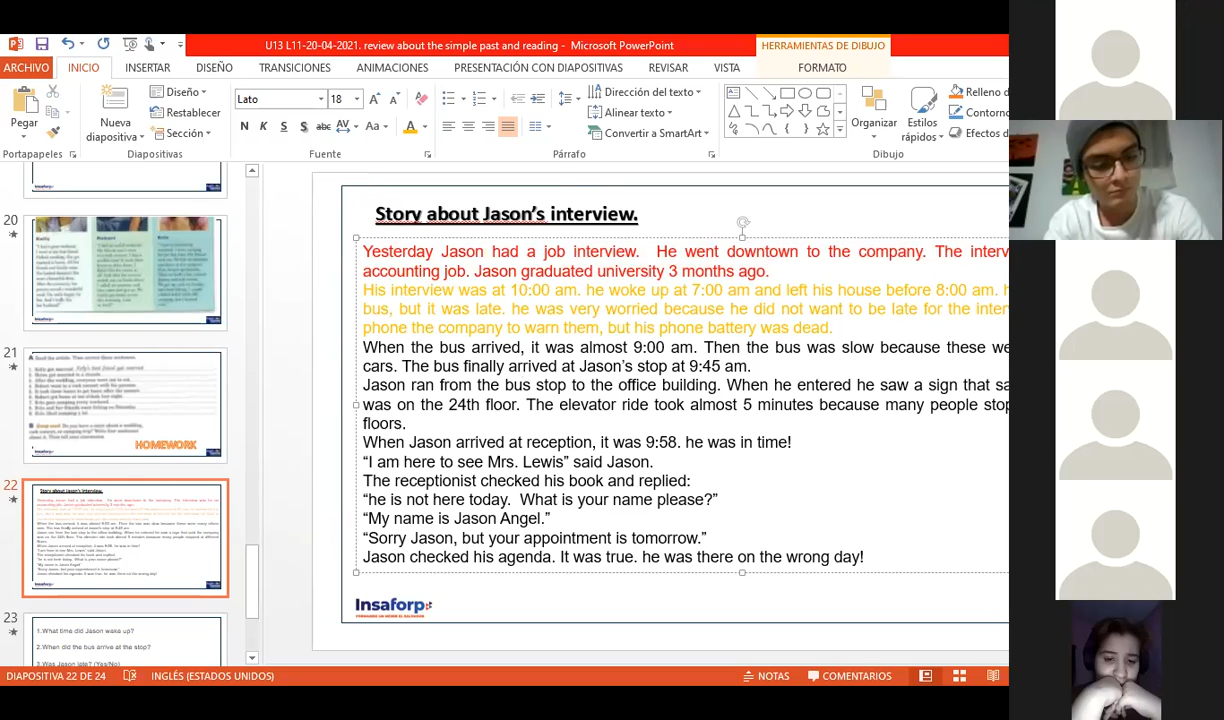 U13 L11-20-04-2021. review about the simple past and reading - Microsoft PowerPoint
HERRAMIENTAS DE DIBUJO
ARCHIVO INICIO INSERTAR DISEÑO TRANSICIONES ANIMACIONES PRESENTACIÓN CON DIAPOSITIVAS REVISAR VISTA FORMATO
Pegar
Nueva diapositiva
Diseño
Restablecer
Sección
Lato 18
N K S S abc AV Aa A
Dirección del texto
Alinear texto
Convertir a SmartArt
Organizar
Estilos rápidos
Relleno d
Contorno
Efectos d
Portapapeles Diapositivas Fuente Párrafo Dibujo
Story about Jason's interview.
Yesterday Jason had a job interview. He went downtown to the company. The interv
accounting job. Jason graduated university 3 months ago.
His interview was at 10:00 am. he woke up at 7:00 am and left his house before 8:00 am. h
bus, but it was late. he was very worried because he did not want to be late for the inter
phone the company to warn them, but his phone battery was dead.
When the bus arrived, it was almost 9:00 am. Then the bus was slow because these we
cars. The bus finally arrived at Jason's stop at 9:45 am.
Jason ran from the bus stop to the office building. When he entered he saw a sign that sa
was on the 24th floor. The elevator ride took almost 5 minutes because many people stop
floors.
When Jason arrived at reception, it was 9:58. he was in time!
“I am here to see Mrs. Lewis” said Jason.
The receptionist checked his book and replied:
“he is not here today. What is your name please?”
“My name is Jason Angel.”
“Sorry Jason, but your appointment is tomorrow.”
Jason checked his agenda. It was true. he was there on the wrong day!
Insaforp
20
21
HOMEWORK
22
Story about Jason's interview.
23
1.What time did Jason wake up?
2.When did the bus arrive at the stop?
3.Was Jason late? (Yes/No)
DIAPOSITIVA 22 DE 24 INGLÉS (ESTADOS UNIDOS) NOTAS COMENTARIOS